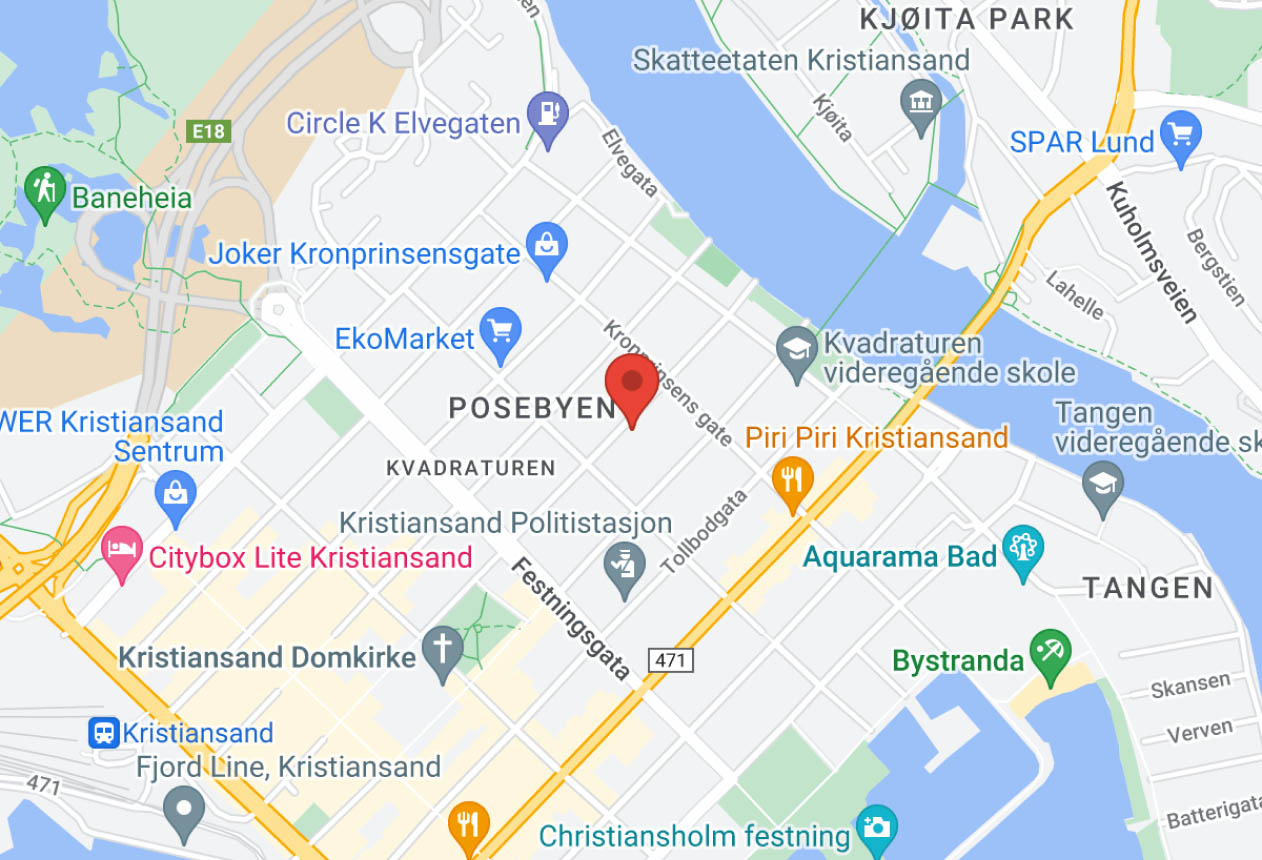 KJØITA PARK
Skatteetaten Kristiansand
Kjøita
Circle K Elvegaten
E18
Elvegata
SPAR Lund
Baneheia
Kuholmsveien
Bergstien
Joker Kronprinsensgate
Lahelle
EkoMarket
Kronprinsens gate
Kvadraturen
videregående skole
POSEBYEN
Tangen
videregående sk
WER Kristiansand
Sentrum
Piri Piri Kristiansand
KVADRATUREN
Kristiansand Politistasjon
Tollbodgata
Citybox Lite Kristiansand
Aquarama Bad
TANGEN
Festningsgata
Kristiansand Domkirke
471
Bystranda
Skansen
Kristiansand
Verven
Fjord Line, Kristiansand
471
Batterigata
Christiansholm festning